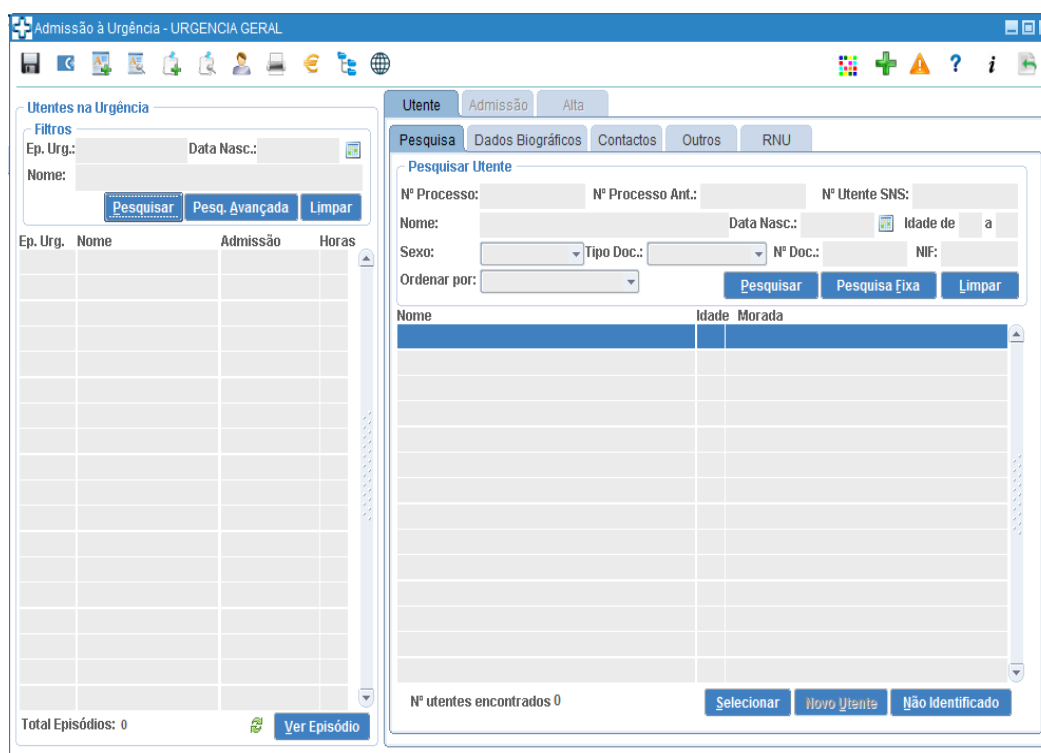 Admissão à Urgência - URGENCIA GERAL
€ ? i
Utentes na Urgência
Filtros
Ep. Urg.: Data Nasc.:
Nome:
Pesquisar Pesq. Avançada Limpar
Ep. Urg. Nome Admissão Horas
Total Episódios: 0 Ver Episódio
Utente Admissão Alta
Pesquisa Dados Biográficos Contactos Outros RNU
Pesquisar Utente
Nº Processo: Nº Processo Ant.: Nº Utente SNS:
Nome: Data Nasc.: Idade de a
Sexo: Tipo Doc.: Nº Doc.: NIF:
Ordenar por: Pesquisar Pesquisa Fixa Limpar
Nome Idade Morada
Nº utentes encontrados 0 Selecionar Novo Utente Não Identificado